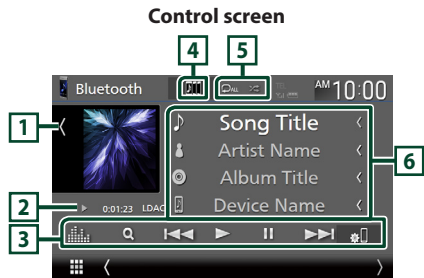 Control screen
4 5
Bluetooth ALL AM 10:00
1
Song Title
Artist Name
6
Album Title
2
0:01:23 LDAC
Device Name
3